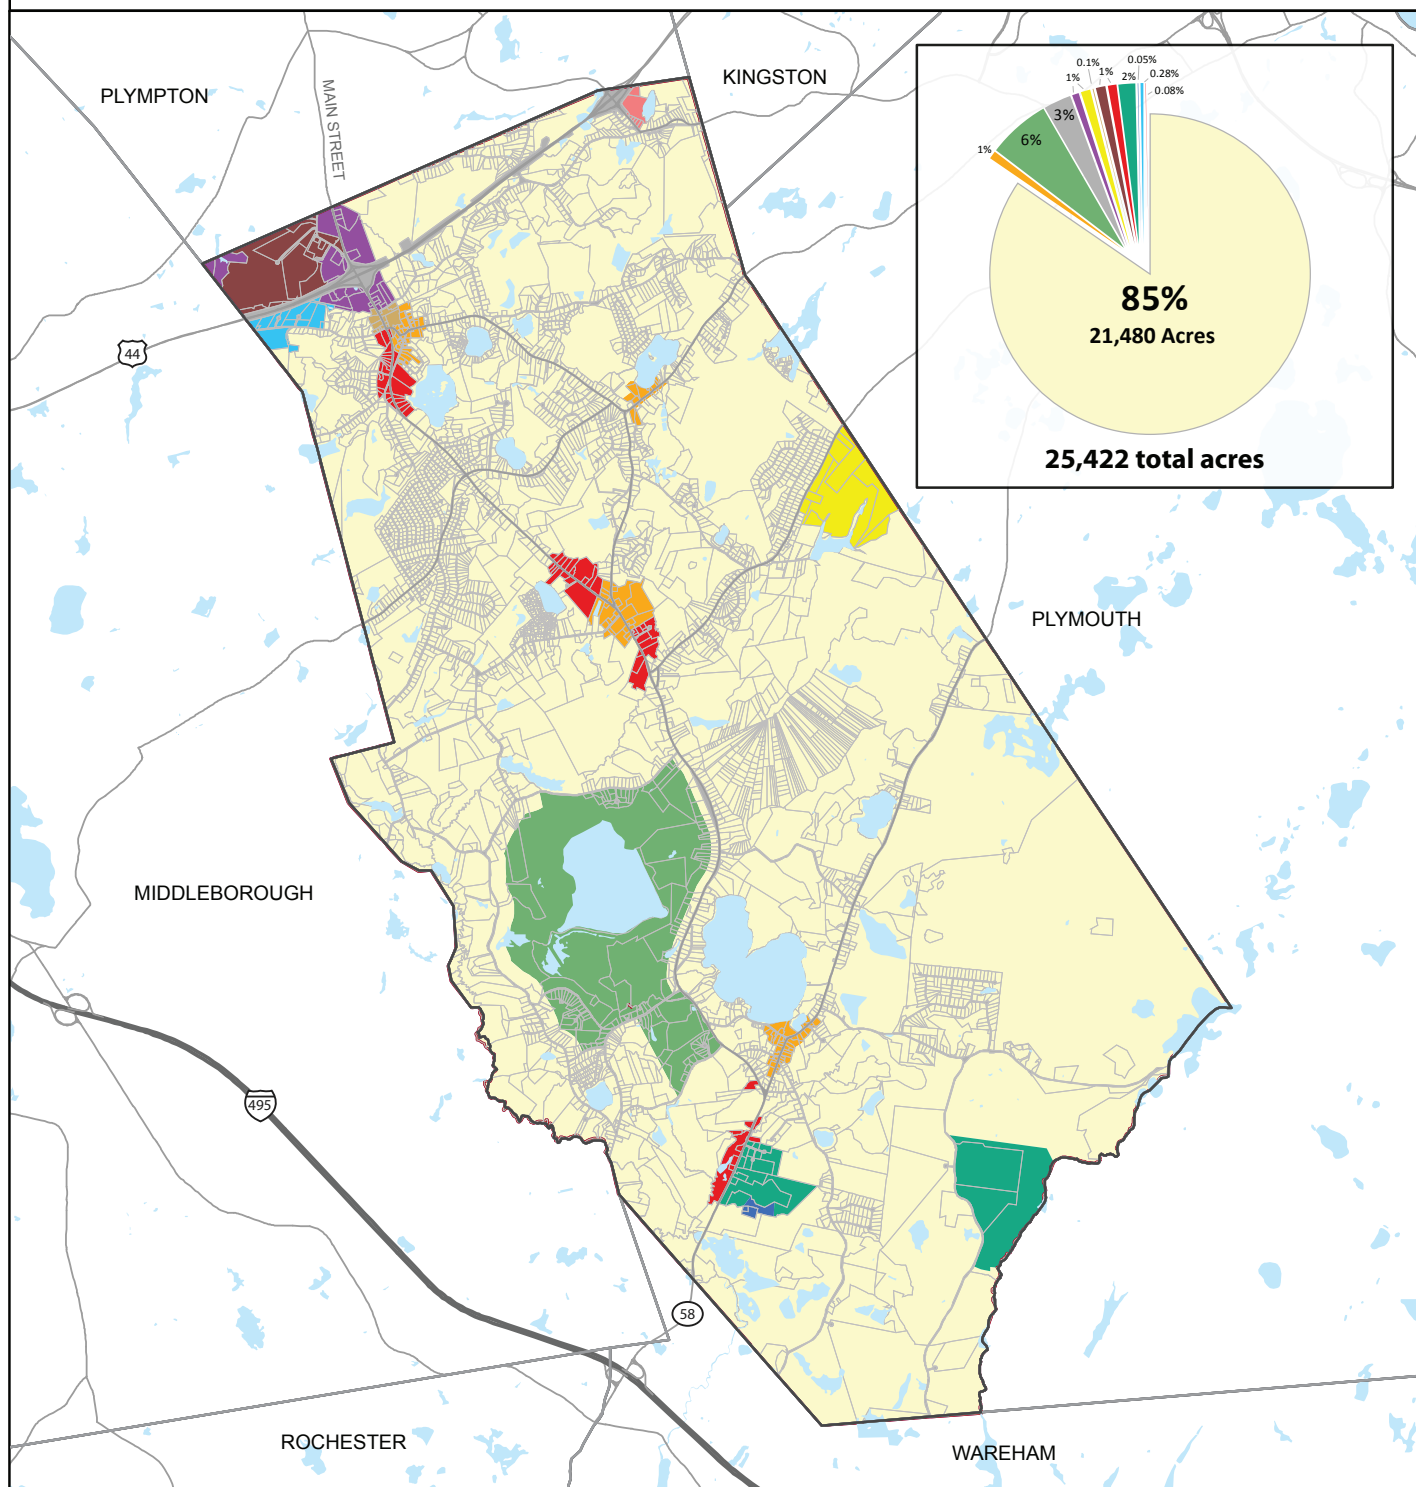 PLYMPTON
MAIN STREET
KINGSTON
1%
6%
3%
1%
0.1%
1%
2%
0.05%
0.28%
0.08%
85%
21,480 Acres
25,422 total acres
44
PLYMOUTH
MIDDLEBOROUGH
495
58
ROCHESTER
WAREHAM